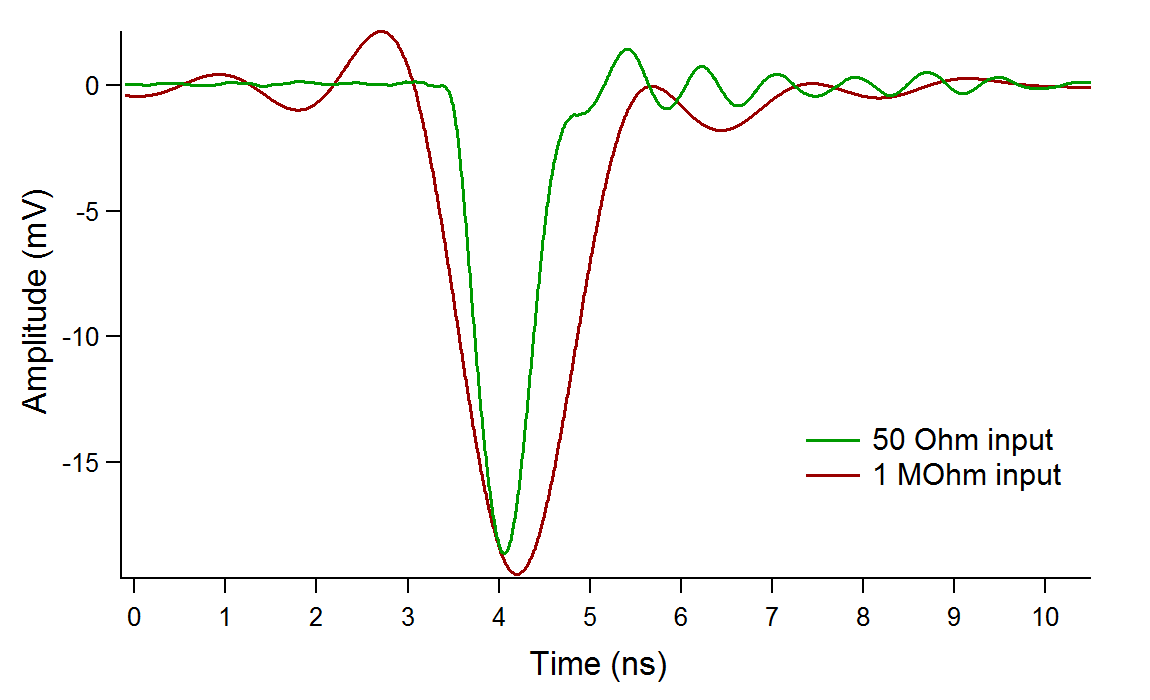 Amplitude (mV)
0
-5
-10
-15
50 Ohm input
1 MOhm input
0 1 2 3 4 5 6 7 8 9 10
Time (ns)